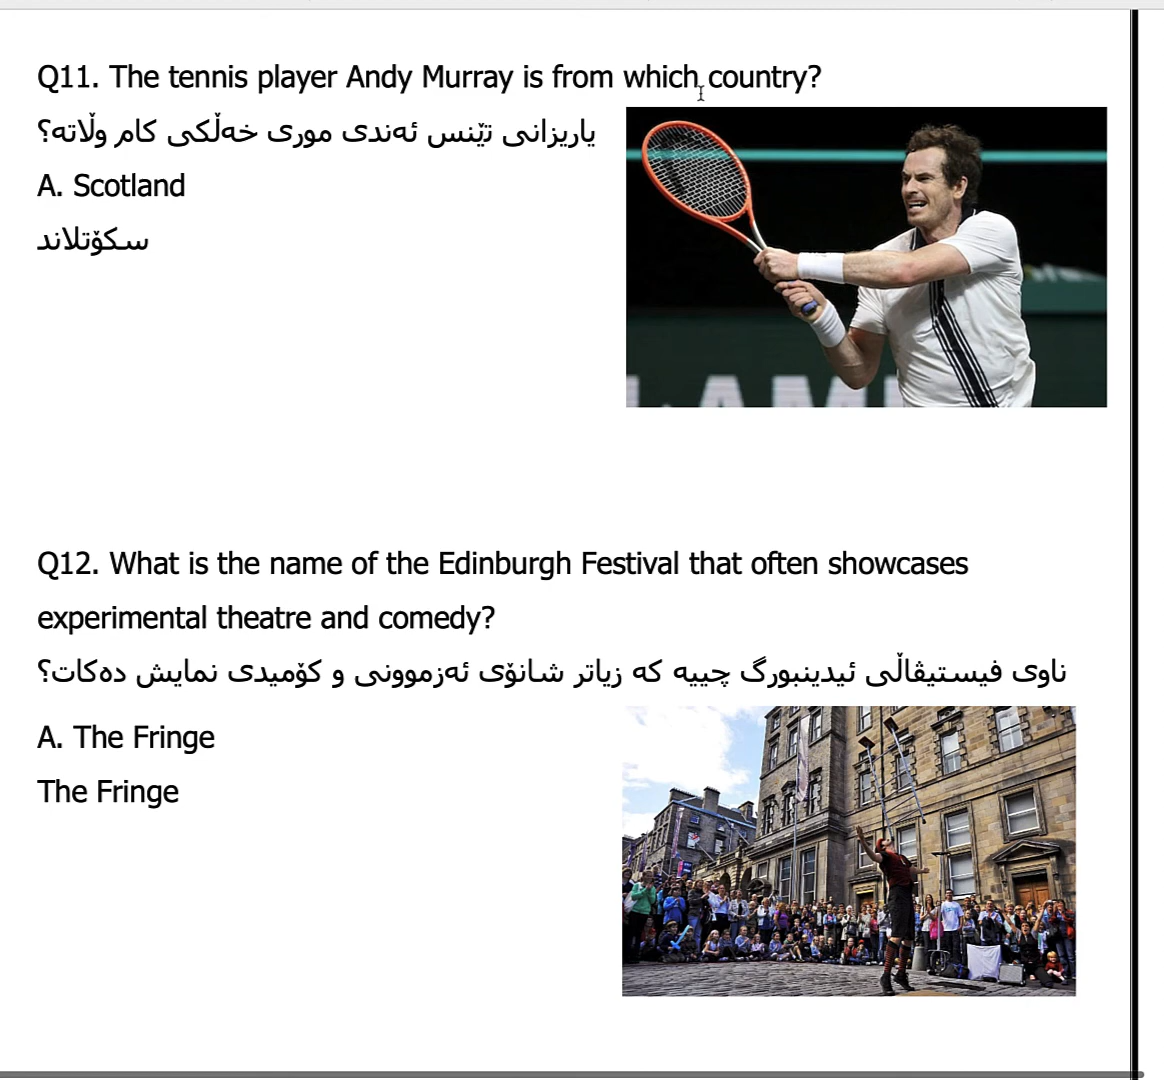 Q11. The tennis player Andy Murray is from which country?
یاریزانی تێنس ئەندی موری خەڵکی کام وڵاتە؟
A. Scotland
سکۆتلاند
Q12. What is the name of the Edinburgh Festival that often showcases
experimental theatre and comedy?
ناوی فیستیڤاڵی ئیدینبورگ چییە کە زیاتر شانۆی ئەزموونی و کۆمیدی نمایش دەکات؟
A. The Fringe
The Fringe